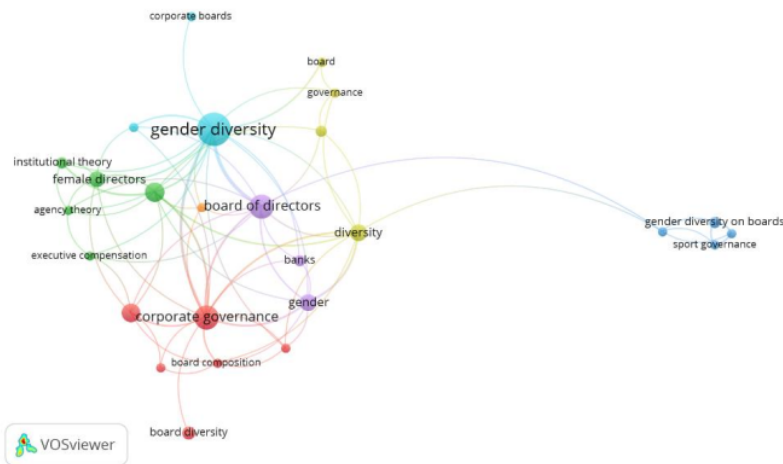 corporate boards
board
governance
gender diversity
institutional theory
female directors
agency theory
board of directors
diversity
gender diversity on boards
sport governance
executive compensation
banks
gender
corporate governance
board composition
board diversity
VOSviewer